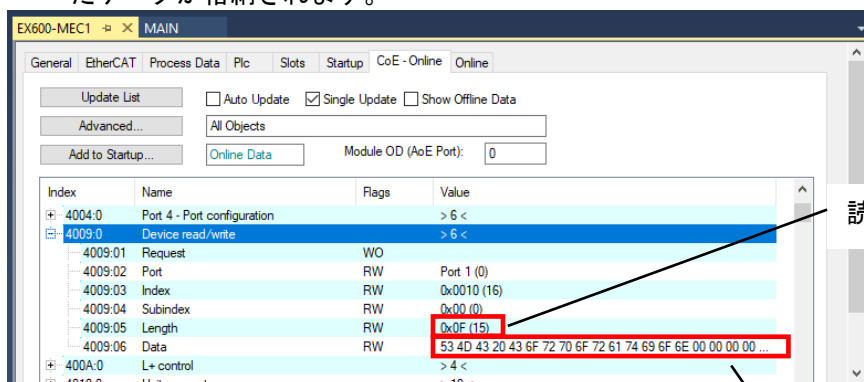 たデータが格納されます。
EX600-MEC1 MAIN
General EtherCAT Process Data Plc Slots Startup CoE - Online Online
Update List Auto Update Single Update Show Offline Data
Advanced... All Objects
Add to Startup... Online Data Module OD (AoE Port): 0
Index Name Flags Value
4004:0 Port 4 - Port configuration > 6 <
4009:0 Device read/write > 6 <
4009:01 Request WO
4009:02 Port RW Port 1 (0)
4009:03 Index RW 0x0010 (16)
4009:04 Subindex RW 0x00 (0)
4009:05 Length RW 0x0F (15)
4009:06 Data RW 53 4D 43 20 43 6F 72 70 6F 72 61 74 69 6F 6E 00 00 00 00 ...
400A:0 L+ control > 4 <
読